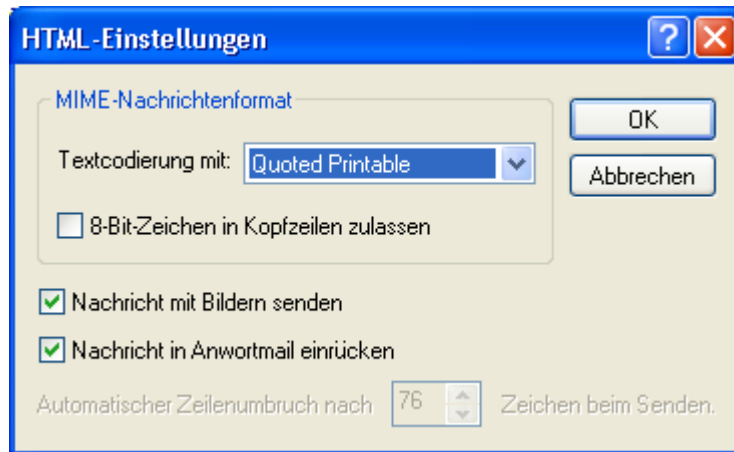 HTML-Einstellungen
MIME-Nachrichtenformat
OK
Textcodierung mit: Quoted Printable
Abbrechen
8-Bit-Zeichen in Kopfzeilen zulassen
Nachricht mit Bildern senden
Nachricht in Anwortmail einrücken
Automatischer Zeilenumbruch nach 76 Zeichen beim Senden.